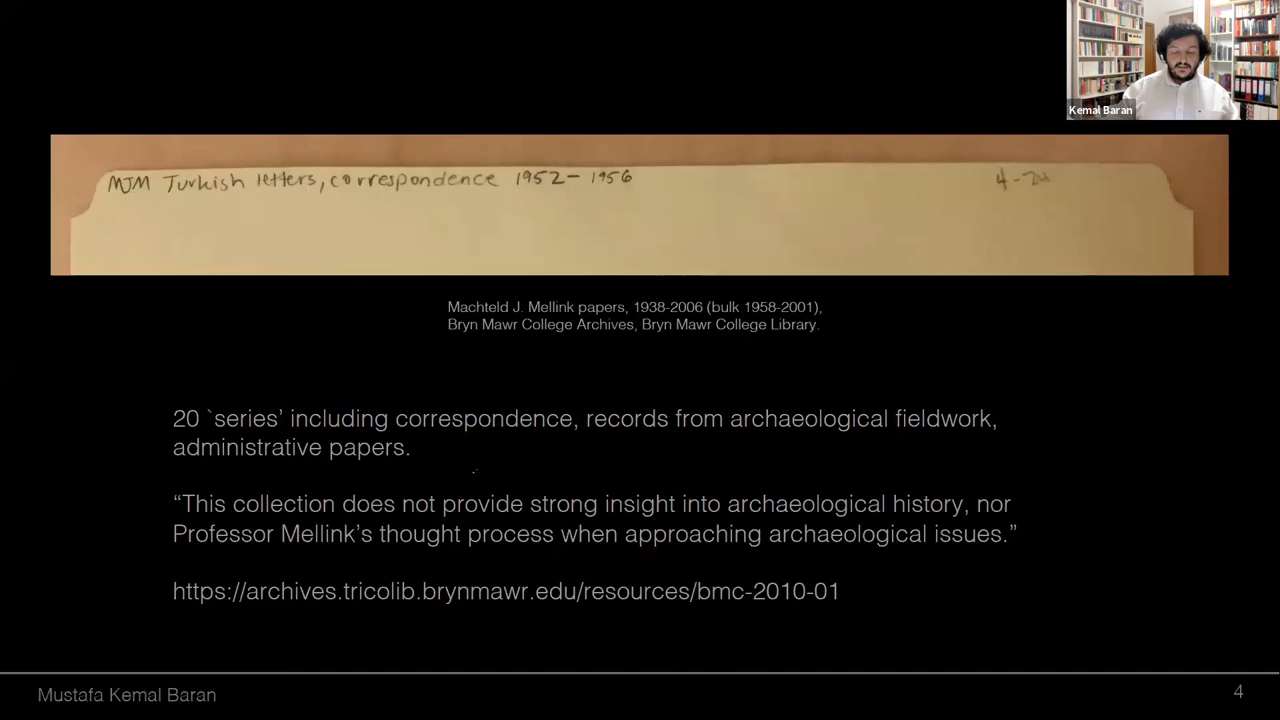 Kemal Baran
MJM Turkish letters, correspondence 1952-1956 4-24
Machteld J. Mellink papers, 1938-2006 (bulk 1958-2001),
Bryn Mawr College Archives, Bryn Mawr College Library.
20 `series’ including correspondence, records from archaeological fieldwork,
administrative papers.
“This collection does not provide strong insight into archaeological history, nor
Professor Mellink’s thought process when approaching archaeological issues.”
https://archives.tricolib.brynmawr.edu/resources/bmc-2010-01
Mustafa Kemal Baran
4